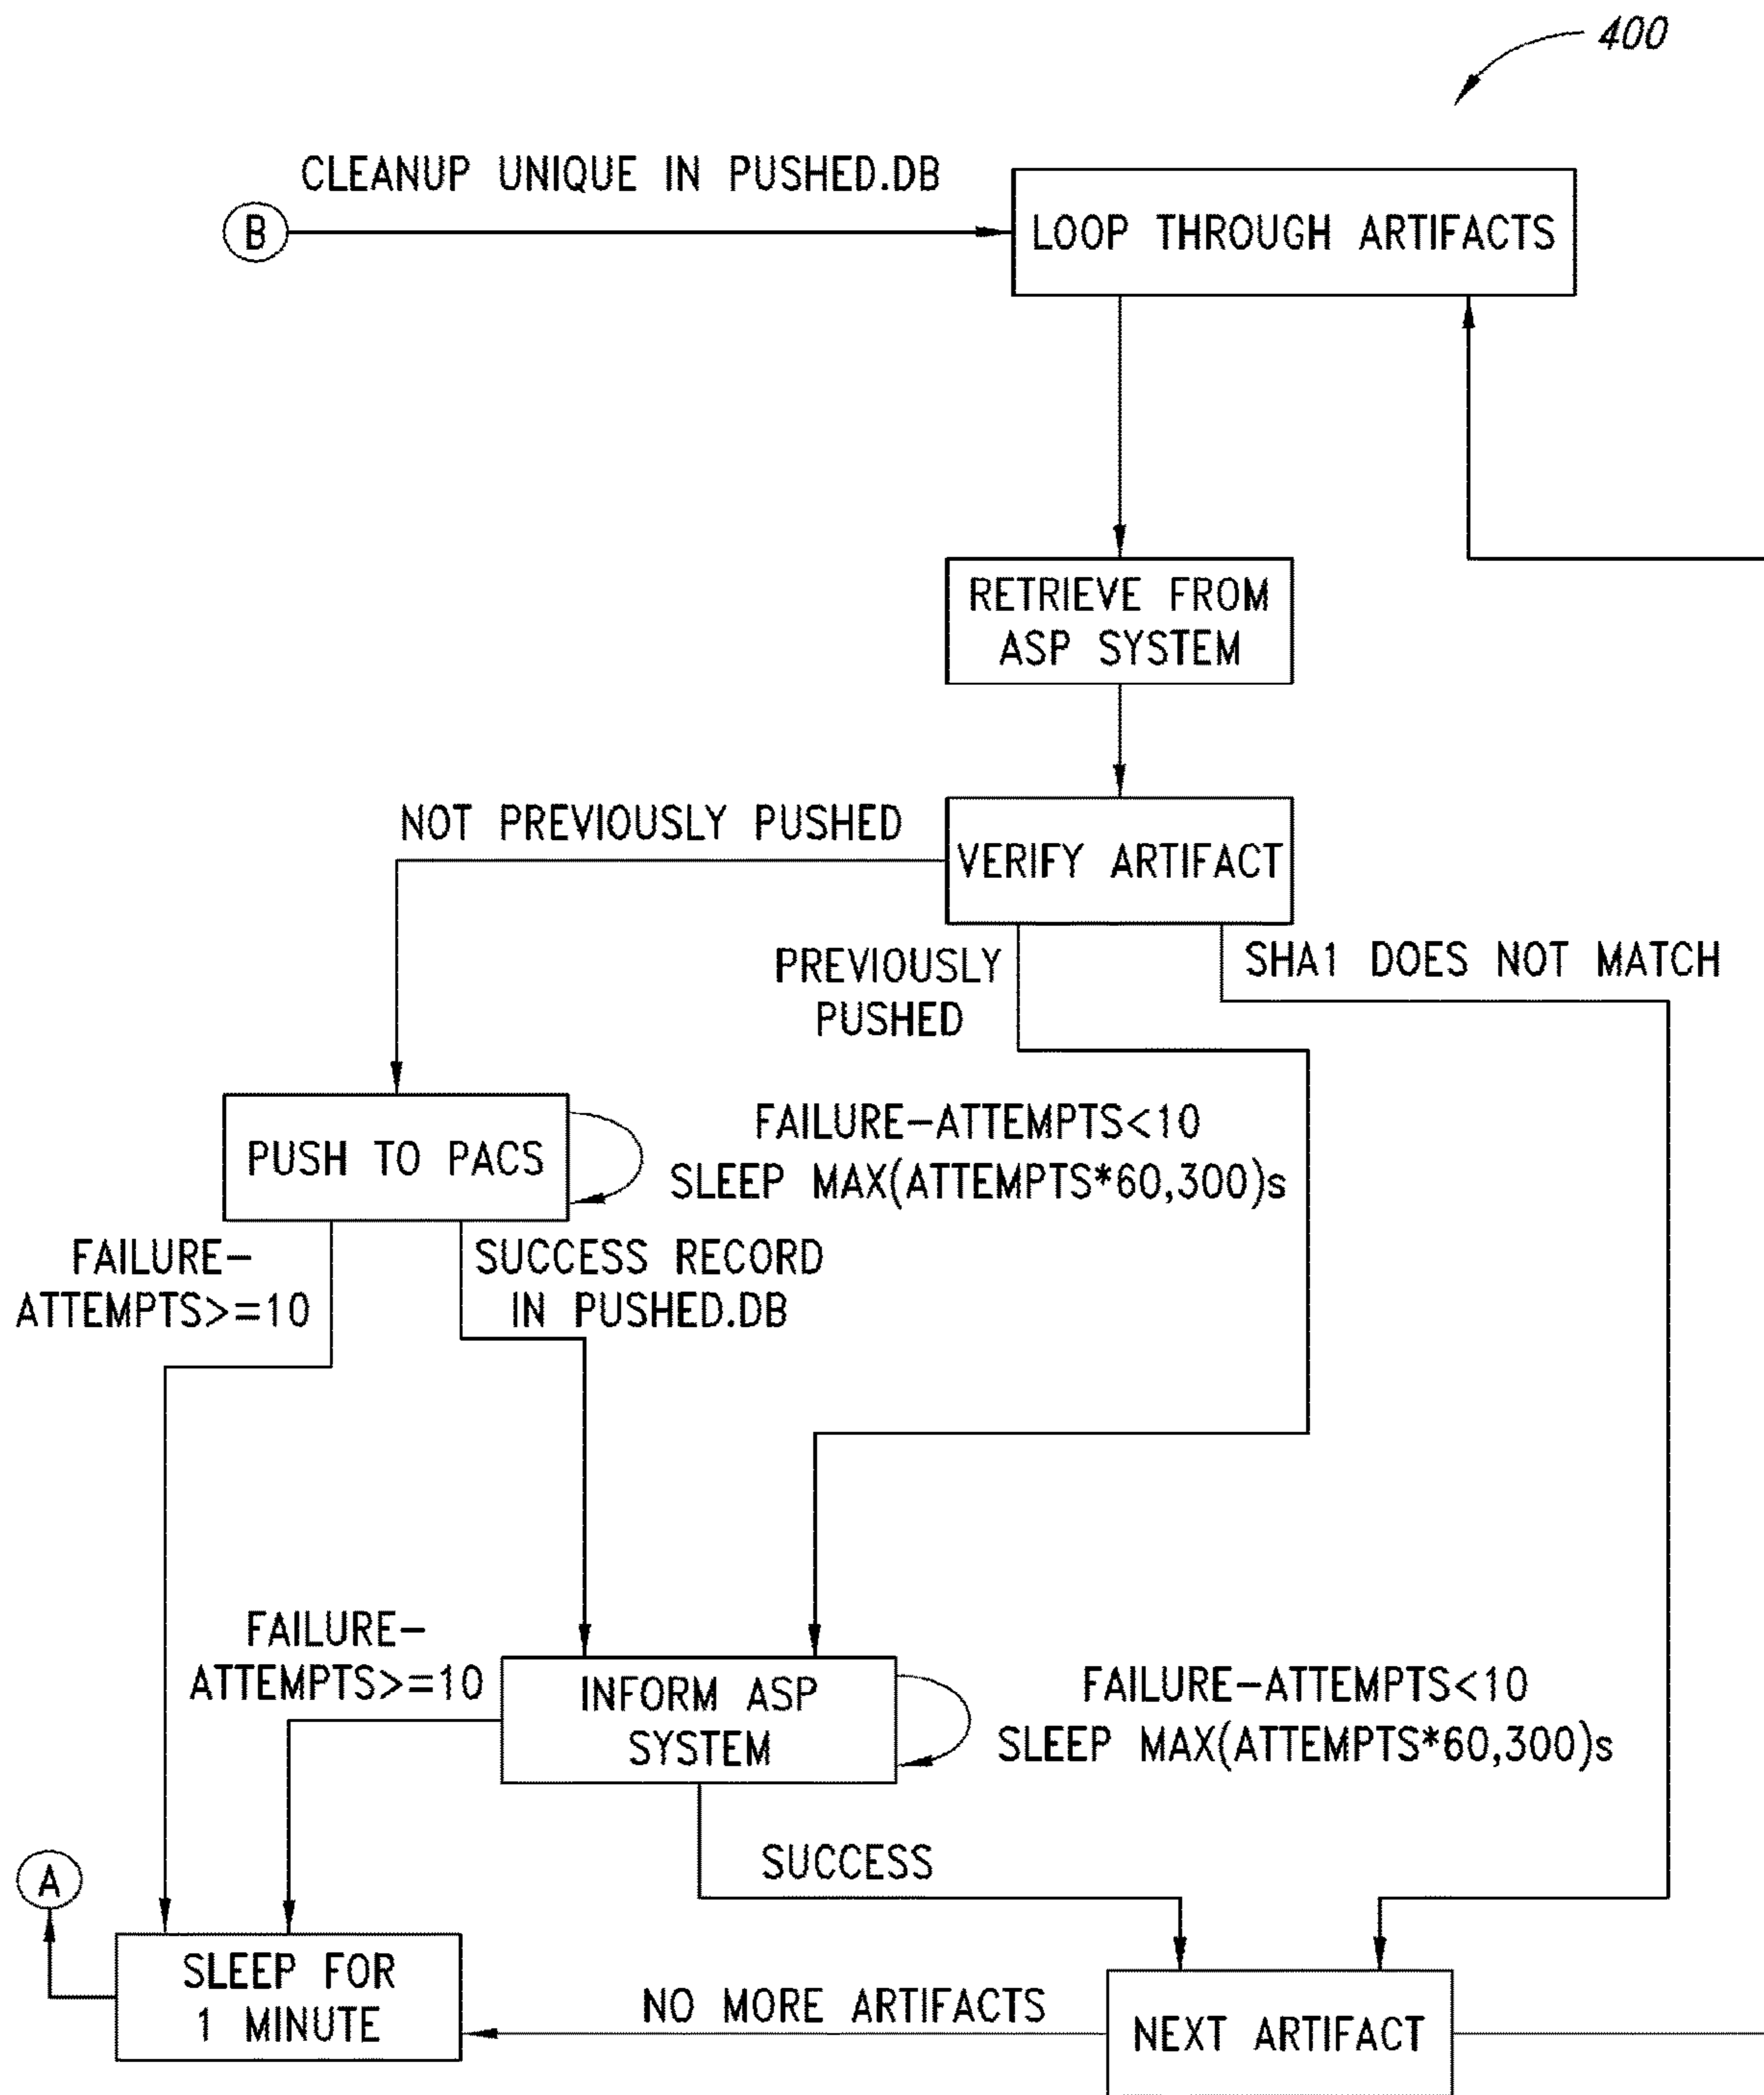 400
CLEANUP UNIQUE IN PUSHED.DB
B
LOOP THROUGH ARTIFACTS
RETRIEVE FROM
ASP SYSTEM
NOT PREVIOUSLY PUSHED
VERIFY ARTIFACT
PREVIOUSLY
PUSHED
SHA1 DOES NOT MATCH
PUSH TO PACS
FAILURE-ATTEMPTS<10
SLEEP MAX(ATTEMPTS*60,300)s
FAILURE-
ATTEMPTS>=10
SUCCESS RECORD
IN PUSHED.DB
FAILURE-
ATTEMPTS>=10
INFORM ASP
SYSTEM
FAILURE-ATTEMPTS<10
SLEEP MAX(ATTEMPTS*60,300)s
SUCCESS
A
SLEEP FOR
1 MINUTE
NO MORE ARTIFACTS
NEXT ARTIFACT